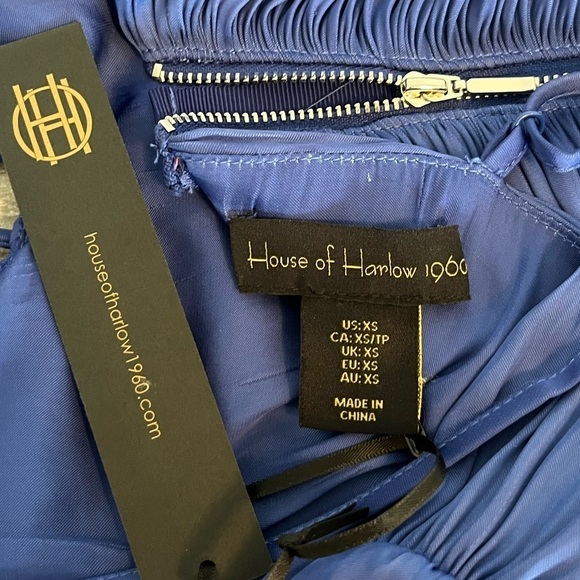 houseofharlow1960.com
House of Harlow 1960
US: XS
CA: XS/TP
UK: XS
EU: XS
AU: XS
MADE IN
CHINA